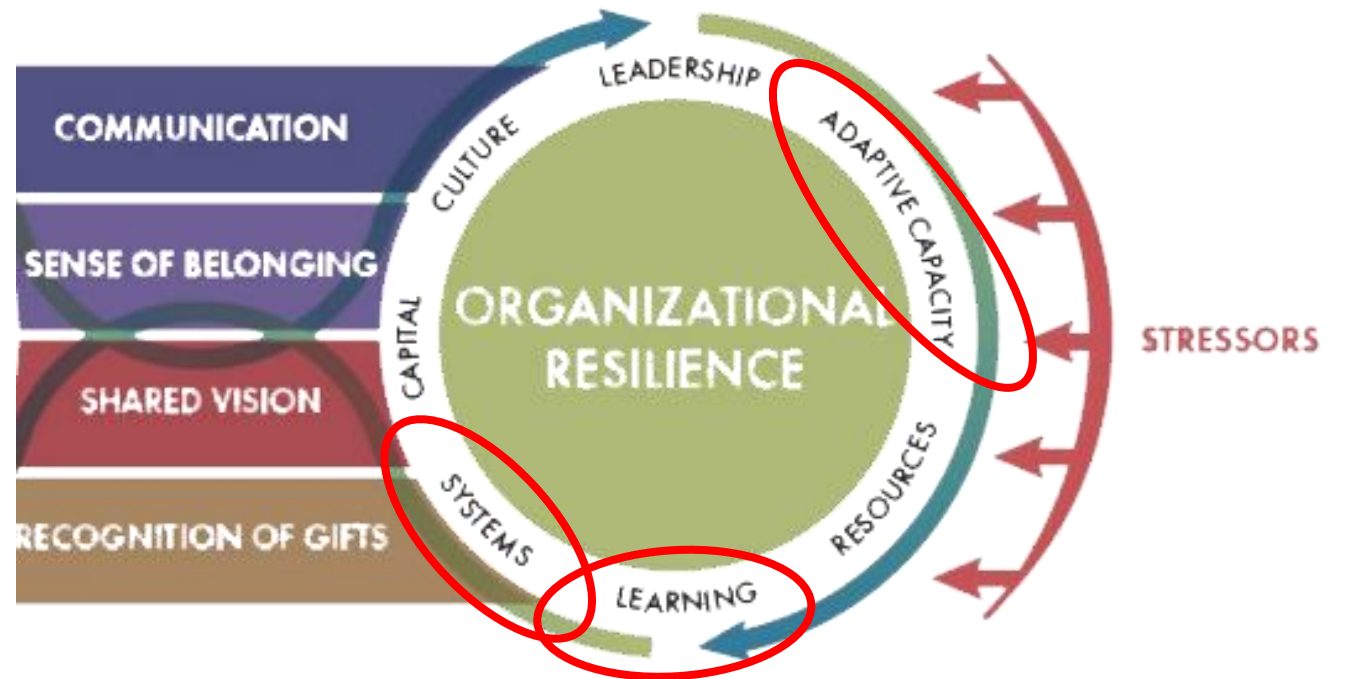 COMMUNICATION
SENSE OF BELONGING
SHARED VISION
RECOGNITION OF GIFTS
LEADERSHIP
ADAPTIVE CAPACITY
RESOURCES
LEARNING
SYSTEMS
CAPITAL
CULTURE
ORGANIZATIONAL
RESILIENCE
STRESSORS